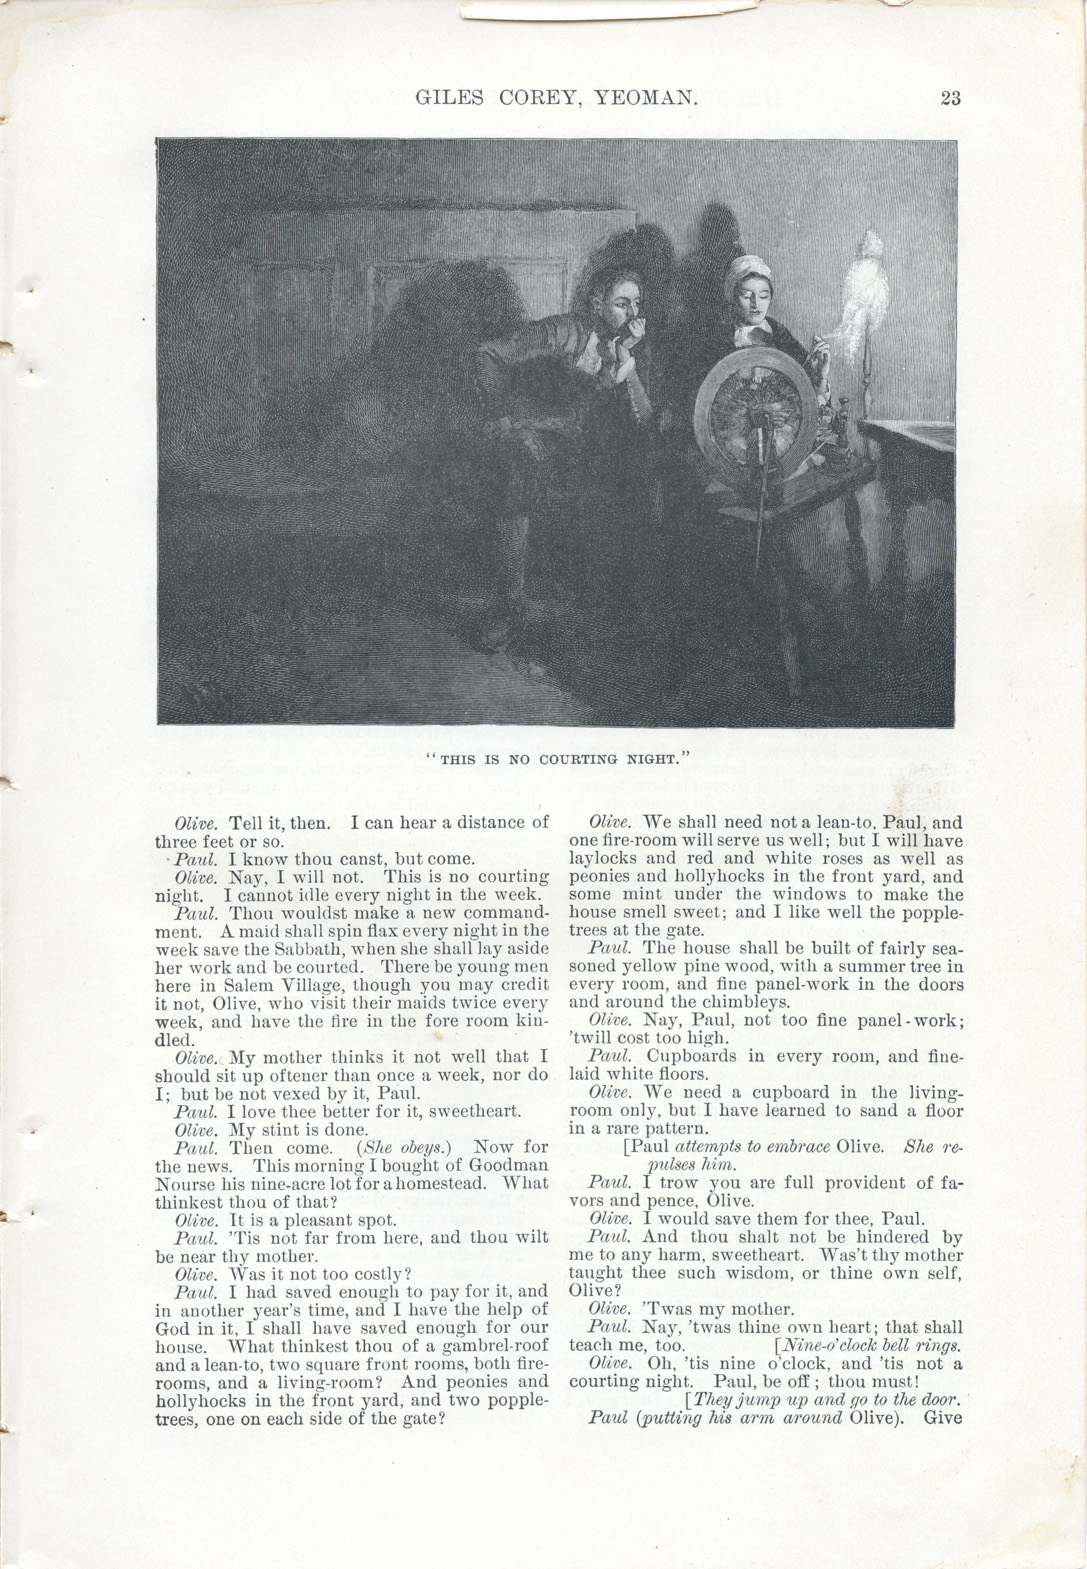 GILES COREY, YEOMAN. 23
“THIS IS NO COURTING NIGHT.”
Olive. Tell it, then. I can hear a distance of
three feet or so.
Paul. I know thou canst, but come.
Olive. Nay, I will not. This is no courting
night. I cannot idle every night in the week.
Paul. Thou wouldst make a new command-
ment. A maid shall spin flax every night in the
week save the Sabbath, when she shall lay aside
her work and be courted. There be young men
here in Salem Village, though you may credit
it not, Olive, who visit their maids twice every
week, and have the fire in the fore room kin-
dled.
Olive. My mother thinks it not well that I
should sit up oftener than once a week, nor do
I; but be not vexed by it, Paul.
Paul. I love thee better for it, sweetheart.
Olive. My stint is done.
Paul. Then come. (She obeys.) Now for
the news. This morning I bought of Goodman
Nourse his nine-acre lot for a homestead. What
thinkest thou of that?
Olive. It is a pleasant spot.
Paul. 'Tis not far from here, and thou wilt
be near thy mother.
Olive. Was it not too costly?
Paul. I had saved enough to pay for it, and
in another year's time, and I have the help of
God in it, I shall have saved enough for our
house. What thinkest thou of a gambrel-roof
and a lean-to, two square front rooms, both fire-
rooms, and a living-room? And peonies and
hollyhocks in the front yard, and two popple-
trees, one on each side of the gate?
Olive. We shall need not a lean-to, Paul, and
one fire-room will serve us well; but I will have
laylocks and red and white roses as well as
peonies and hollyhocks in the front yard, and
some mint under the windows to make the
house smell sweet; and I like well the popple-
trees at the gate.
Paul. The house shall be built of fairly sea-
soned yellow pine wood, with a summer tree in
every room, and fine panel-work in the doors
and around the chimbleys.
Olive. Nay, Paul, not too fine panel-work;
'twill cost too high.
Paul. Cupboards in every room, and fine-
laid white floors.
Olive. We need a cupboard in the living-
room only, but I have learned to sand a floor
in a rare pattern.
[Paul attempts to embrace Olive. She re-
pulses him.
Paul. I trow you are full provident of fa-
vors and pence, Olive.
Olive. I would save them for thee, Paul.
Paul. And thou shalt not be hindered by
me to any harm, sweetheart. Was't thy mother
taught thee such wisdom, or thine own self,
Olive?
Olive. 'Twas my mother.
Paul. Nay, 'twas thine own heart; that shall
teach me, too. [Nine-o'clock bell rings.
Olive. Oh, 'tis nine o'clock, and 'tis not a
courting night. Paul, be off; thou must!
[They jump up and go to the door.
Paul (putting his arm around Olive). Give